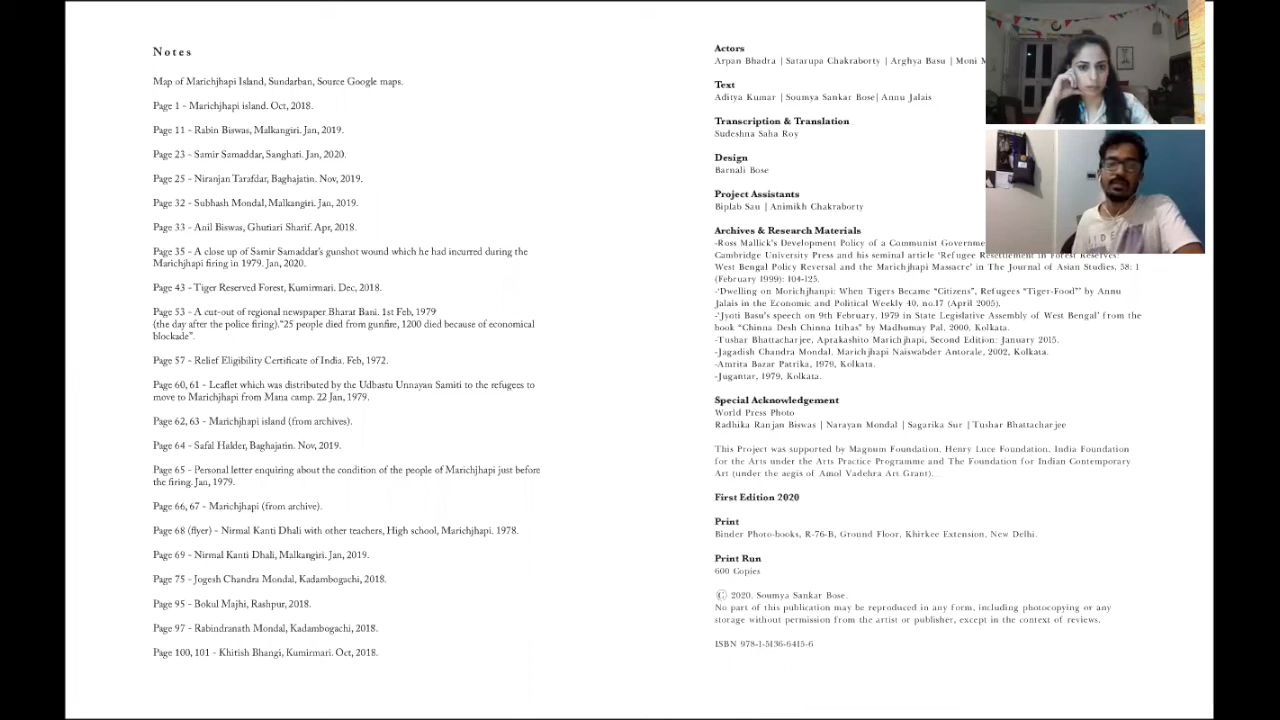 Notes
Map of Marichjhapi Island, Sundarban, Source Google maps.
Page 1 - Marichjhapi island. Oct, 2018.
Page 11 - Rabin Biswas, Malkangiri. Jan, 2019.
Page 23 - Samir Samaddar, Sanghati. Jan, 2020.
Page 25 - Niranjan Tarafdar, Baghajatin. Nov, 2019.
Page 32 - Subhash Mondal, Malkangiri. Jan, 2019.
Page 33 - Anil Biswas, Ghutiari Sharif. Apr, 2018.
Page 35 - A close up of Samir Samaddar's gunshot wound which he had incurred during the
Marichjhapi firing in 1979. Jan, 2020.
Page 43 - Tiger Reserved Forest, Kumirmari. Dec, 2018.
Page 53 - A cut-out of regional newspaper Bharat Bani. 1st Feb, 1979
(the day after the police firing)."25 people died from gunfire, 1200 died because of economical
blockade".
Page 57 - Relief Eligibility Certificate of India. Feb, 1972.
Page 60, 61 - Leaflet which was distributed by the Udbastu Unnayan Samiti to the refugees to
move to Marichjhapi from Mana camp. 22 Jan, 1979.
Page 62, 63 - Marichjhapi island (from archives).
Page 64 - Safal Halder, Baghajatin. Nov, 2019.
Page 65 - Personal letter enquiring about the condition of the people of Marichjhapi just before
the firing. Jan, 1979.
Page 66, 67 - Marichjhapi (from archive).
Page 68 (flyer) - Nirmal Kanti Dhali with other teachers, High school, Marichjhapi. 1978.
Page 69 - Nirmal Kanti Dhali, Malkangiri. Jan, 2019.
Page 75 - Jogesh Chandra Mondal, Kadambogachi, 2018.
Page 95 - Bokul Majhi, Rashpur, 2018.
Page 97 - Rabindranath Mondal, Kadambogachi, 2018.
Page 100, 101 - Khitish Bhangi, Kumirmari. Oct, 2018.
Actors
Arpan Bhadra | Satarupa Chakraborty | Arghya Basu | Moni M
Text
Aditya Kumar | Soumya Sankar Bose| Annu Jalais
Transcription & Translation
Sudeshna Saha Roy
Design
Barnali Bose
Project Assistants
Biplab Sau | Animikh Chakraborty
Archives & Research Materials
-Ross Mallick's Development Policy of a Communist Governme
Cambridge University Press and his seminal article 'Refugee Resettlement in Forest Reserves:
West Bengal Policy Reversal and the Marichjhapi Massacre' in The Journal of Asian Studies, 58: 1
(February 1999): 104-125.
-'Dwelling on Morichjhanpi: When Tigers Became "Citizens", Refugees "Tiger-Food"' by Annu
Jalais in the Economic and Political Weekly 40, no.17 (April 2005).
-'Jyoti Basu's speech on 9th February, 1979 in State Legislative Assembly of West Bengal' from the
book "Chinna Desh Chinna Itihas" by Madhumay Pal, 2000, Kolkata.
-Tushar Bhattacharjee, Aprakashito Marichjhapi, Second Edition: January 2015.
-Jagadish Chandra Mondal, Marichjhapi Naiswabder Antorale, 2002, Kolkata.
-Amrita Bazar Patrika, 1979, Kolkata.
-Jugantar, 1979, Kolkata.
Special Acknowledgement
World Press Photo
Radhika Ranjan Biswas | Narayan Mondal | Sagarika Sur | Tushar Bhattacharjee
This Project was supported by Magnum Foundation, Henry Luce Foundation, India Foundation
for the Arts under the Arts Practice Programme and The Foundation for Indian Contemporary
Art (under the aegis of Amol Vadehra Art Grant).
First Edition 2020
Print
Binder Photo-books, R-76-B, Ground Floor, Khirkee Extension, New Delhi.
Print Run
600 Copies
© 2020. Soumya Sankar Bose.
No part of this publication may be reproduced in any form, including photocopying or any
storage without permission from the artist or publisher, except in the context of reviews.
ISBN 978-1-5136-6415-6